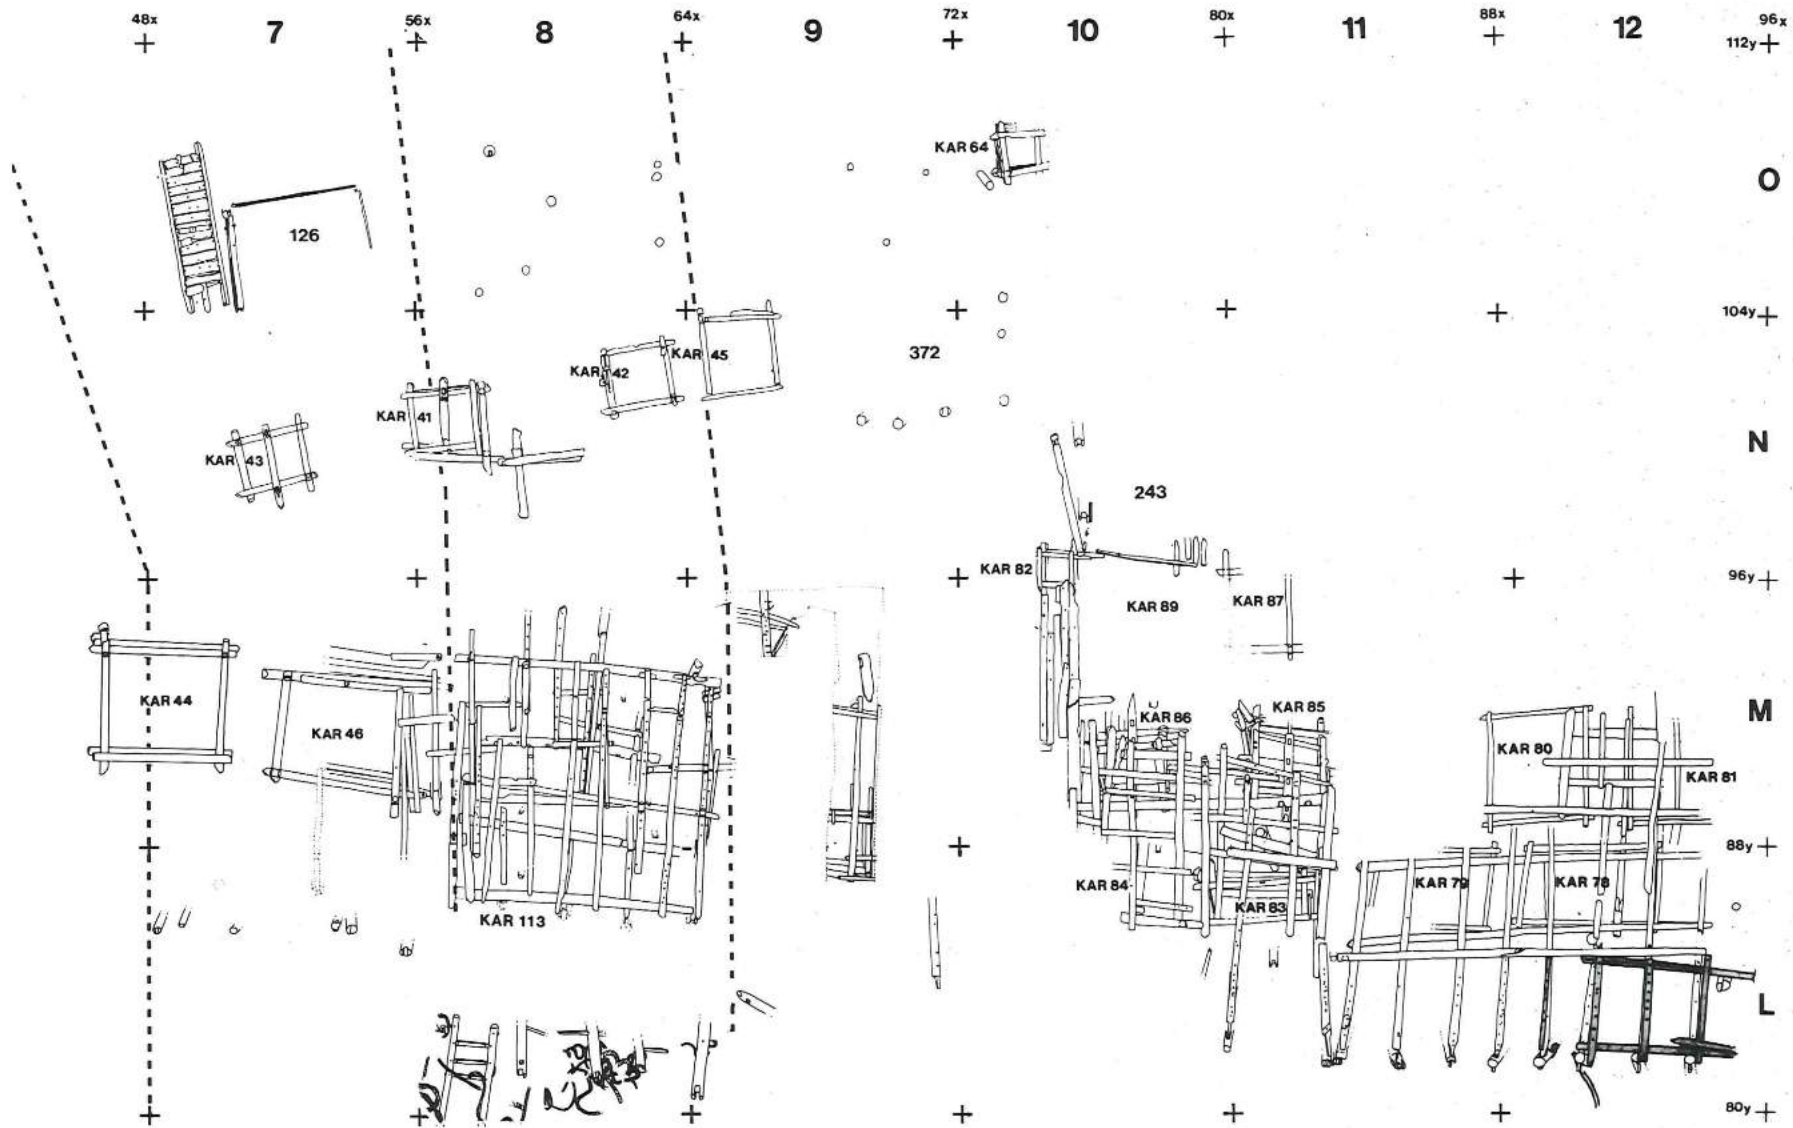 48x 7 56x 8 64x 9 72x 10 80x 11 88x 12 96x
112y
KAR 64
O
126
104y
KAR 45
372
KAR 42
KAR 41
N
KAR 43
243
KAR 82
96y
KAR 89
KAR 87
KAR 44
KAR 85
M
KAR 86
KAR 46
KAR 80
KAR 81
88y
KAR 84
KAR 79
KAR 78
KAR 83
KAR 113
L
80y